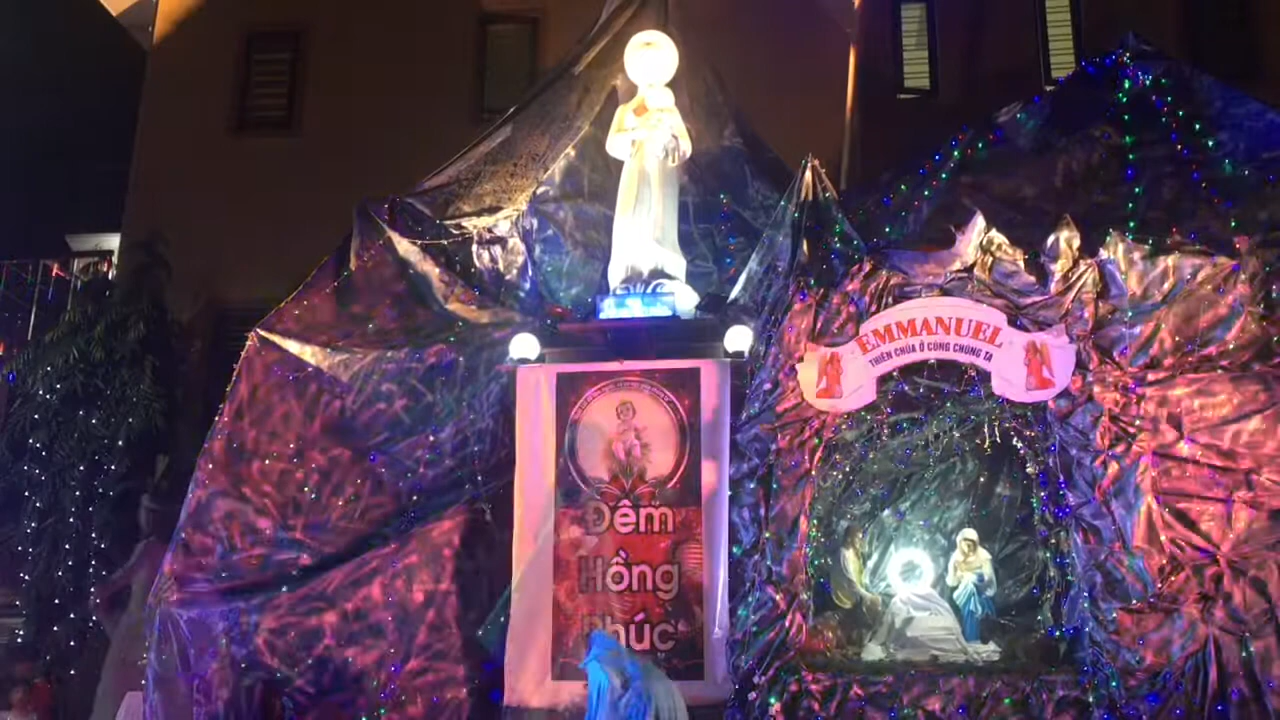 EMMANUEL
THIÊN CHÚA Ở CÙNG CHÚNG TA
Đêm
Hồng
Phúc